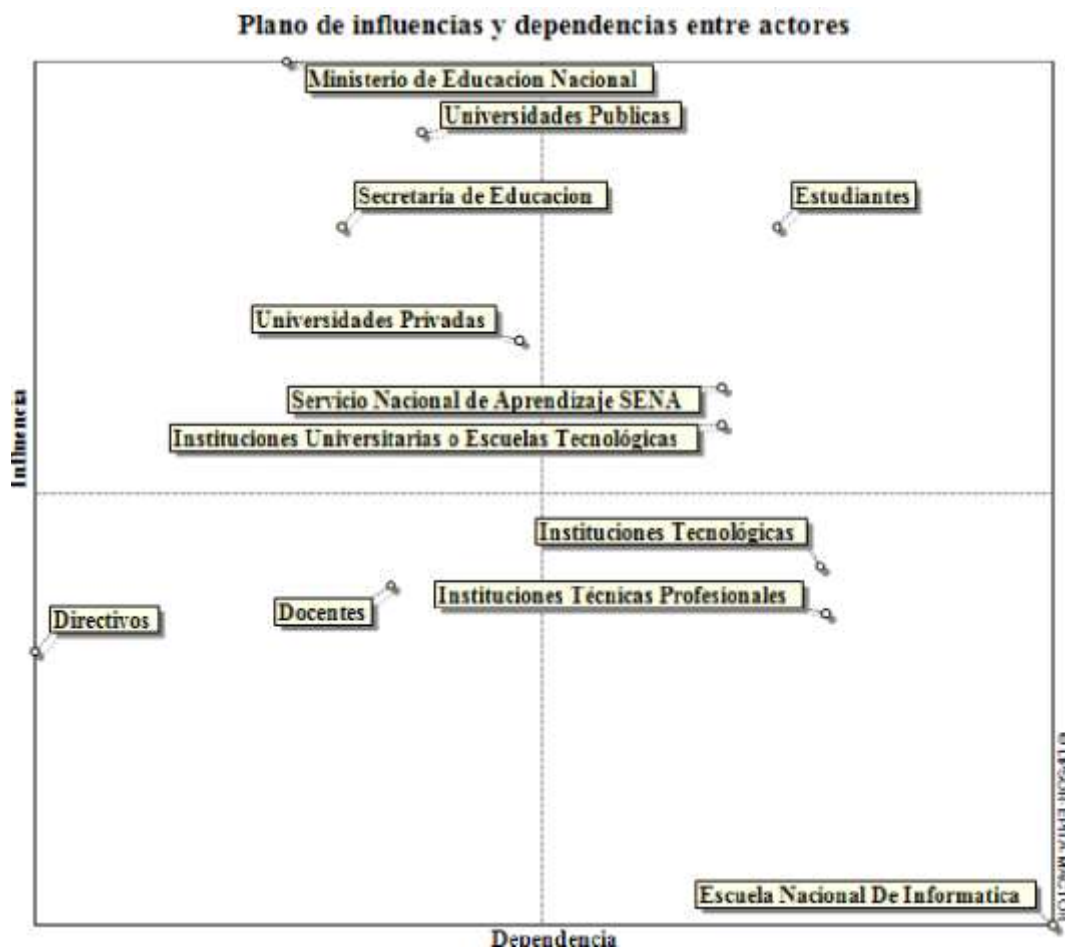 Plano de influencias y dependencias entre actores
Ministerio de Educacion Nacional
Universidades Publicas
Secretaria de Educacion
Estudiantes
Universidades Privadas
Servicio Nacional de Aprendizaje SENA
Instituciones Universitarias o Escuelas Tecnológicas
Influencia
Instituciones Tecnológicas
Instituciones Técnicas Profesionales
Docentes
Directivos
Escuela Nacional De Informatica
Dependencia